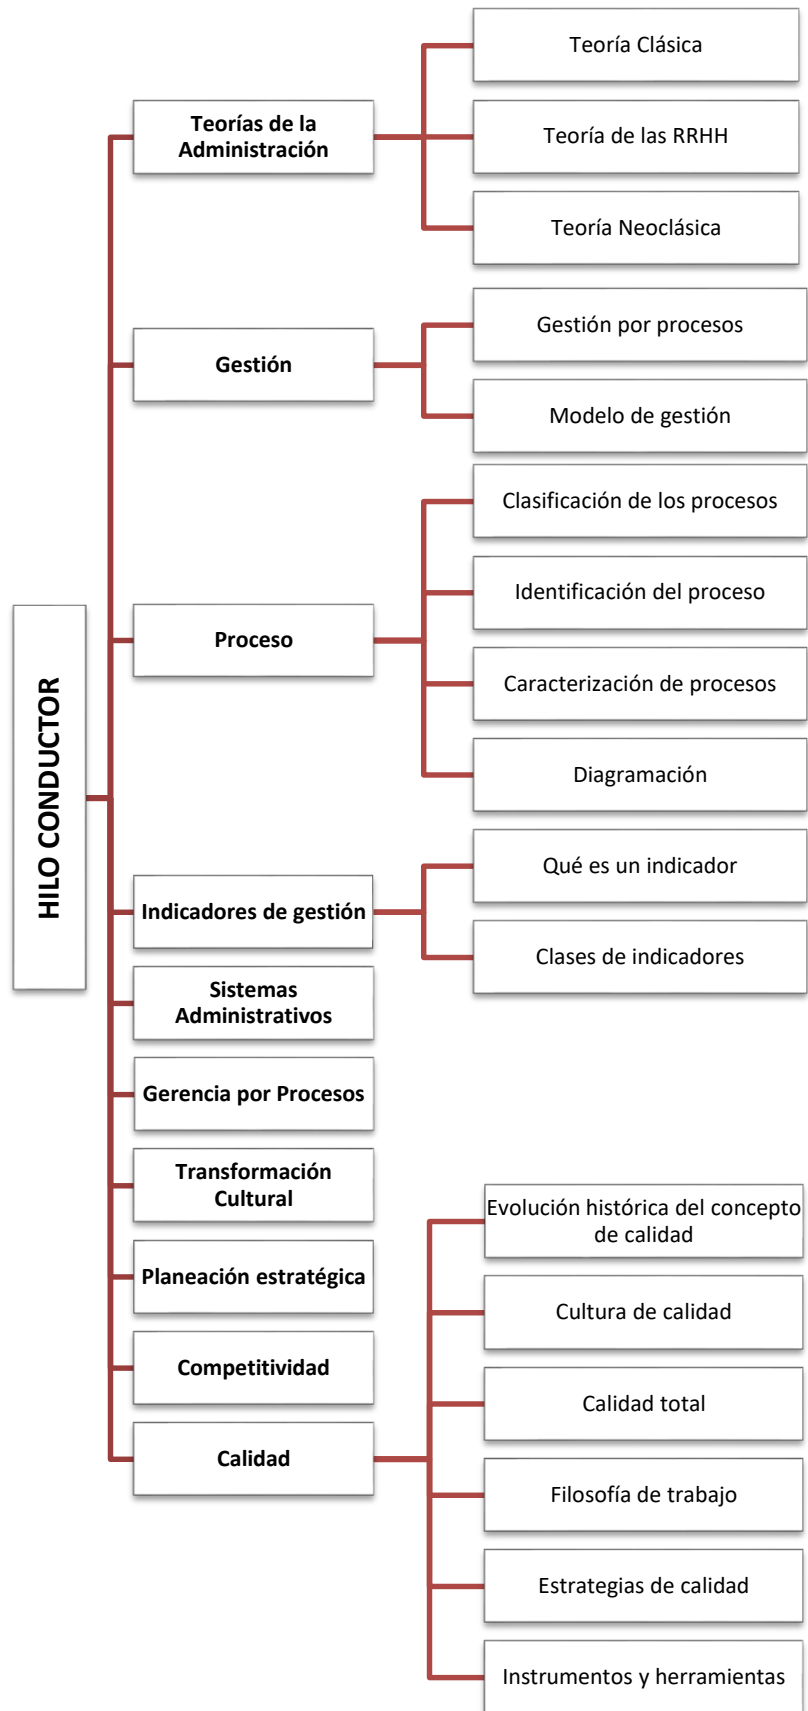 HILO CONDUCTOR
Teorías de la
Administración
Teoría Clásica
Teoría de las RRHH
Teoría Neoclásica
Gestión
Gestión por procesos
Modelo de gestión
Proceso
Clasificación de los procesos
Identificación del proceso
Caracterización de procesos
Diagramación
Indicadores de gestión
Qué es un indicador
Clases de indicadores
Sistemas
Administrativos
Gerencia por Procesos
Transformación
Cultural
Planeación estratégica
Competitividad
Calidad
Evolución histórica del concepto
de calidad
Cultura de calidad
Calidad total
Filosofía de trabajo
Estrategias de calidad
Instrumentos y herramientas